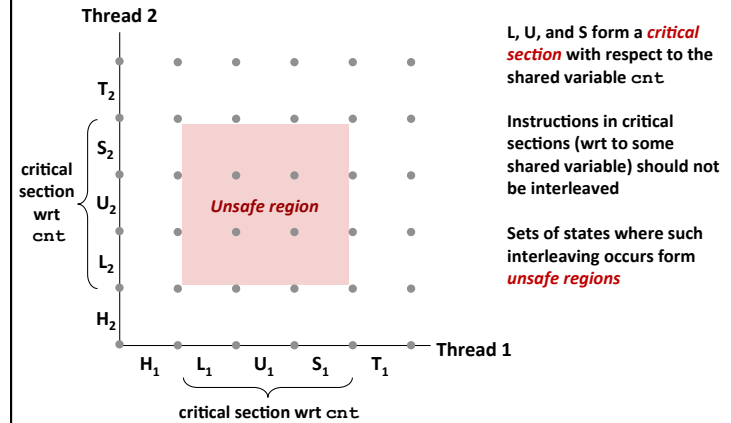 Thread 2
T2
S2
U2
L2
H2
critical
section
wrt
cnt
Unsafe region
H1 L1 U1 S1 T1
Thread 1
critical section wrt cnt
L, U, and S form a critical
section with respect to the
shared variable cnt
Instructions in critical
sections (wrt to some
shared variable) should not
be interleaved
Sets of states where such
interleaving occurs form
unsafe regions